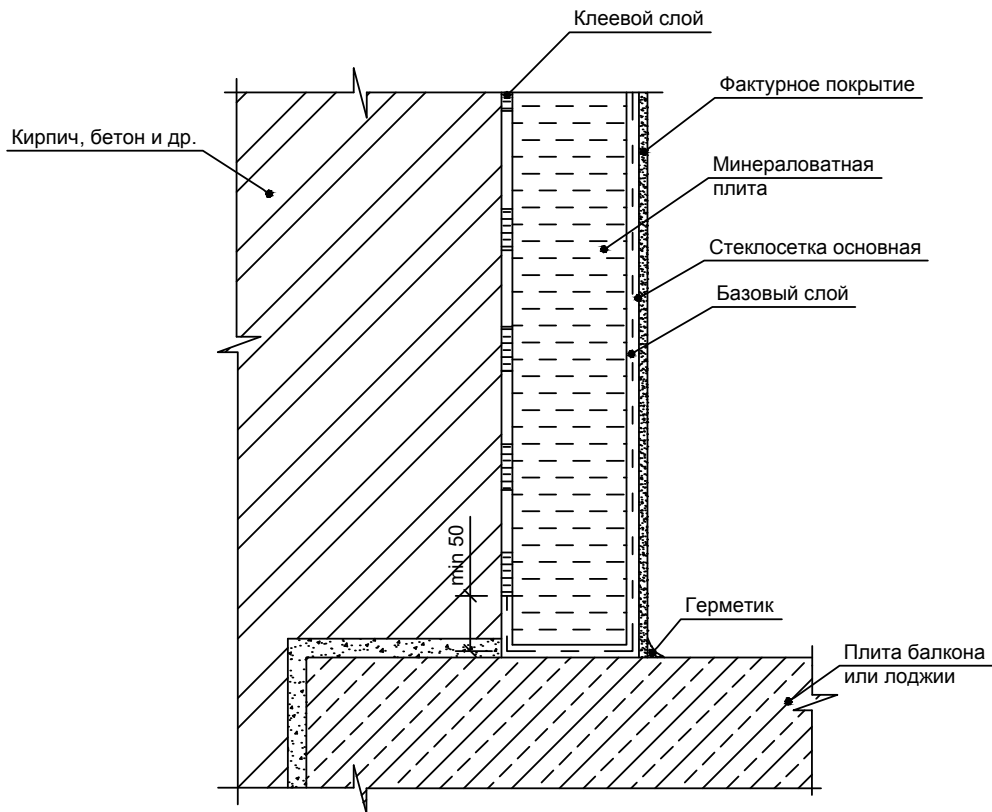 Клеевой слой
Фактурное покрытие
Кирпич, бетон и др.
Минераловатная
плита
Стеклосетка основная
Базовый слой
min 50
Герметик
Плита балкона
или лоджии